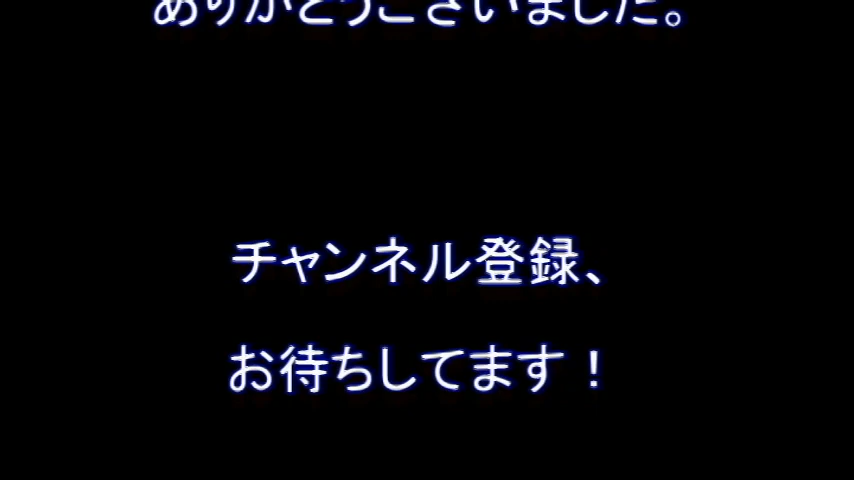 ありがとうございました。
チャンネル登録、
お待ちしてます！